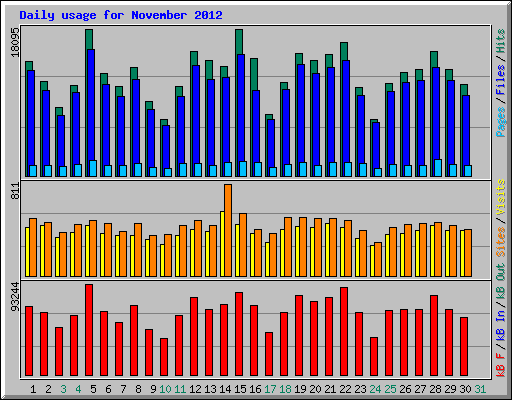 Daily usage for November 2012
18095
Pages / Files / Hits
811
Sites / Visits
93244
kB F / kB In / kB Out
1 2 3 4 5 6 7 8 9 10 11 12 13 14 15 16 17 18 19 20 21 22 23 24 25 26 27 28 29 30 31